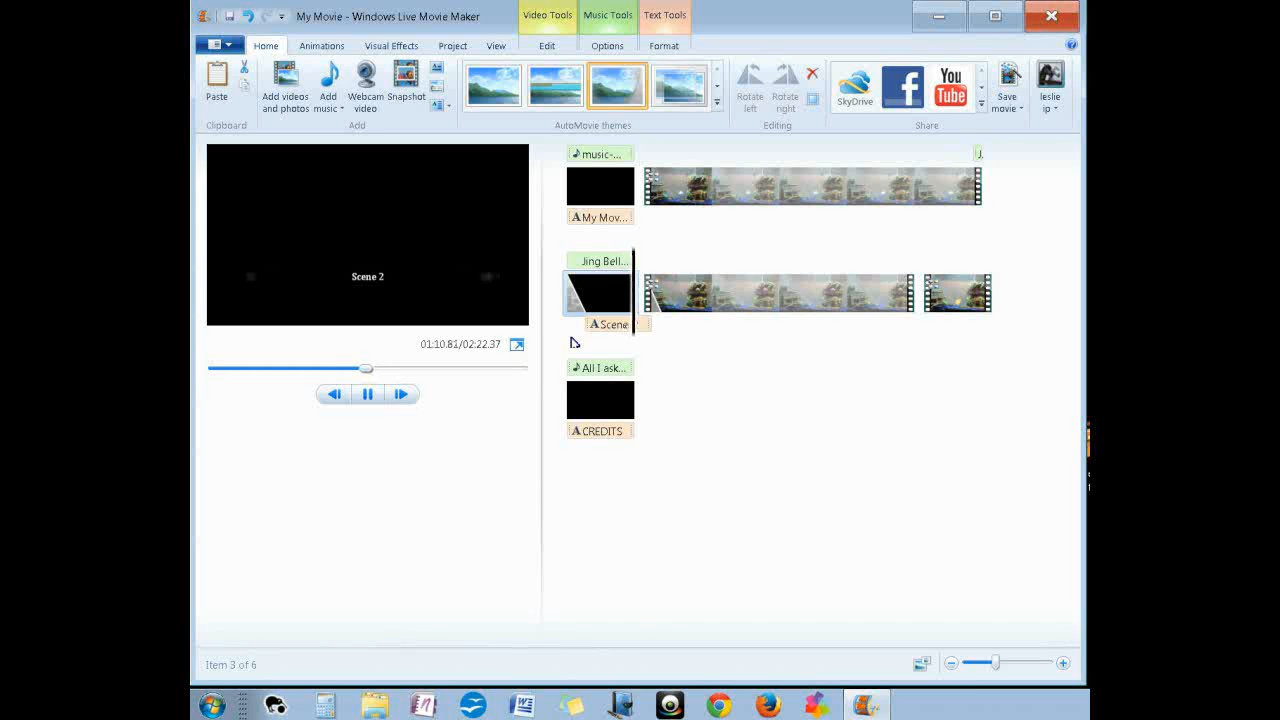 My Movie - Windows Live Movie Maker
Video Tools
Music Tools
Text Tools
Home
Animations
Visual Effects
Project
View
Edit
Options
Format
Paste
Add videos
and photos
Add
music
Webcam
video
Snapshot
Rotate
left
Rotate
right
SkyDrive
You
Tube
Save
movie
leslie
ip
Clipboard
Add
AutoMovie themes
Editing
Share
music-...
J.
A My Mov...
Scene 2
Jing Bell...
A Scene
01:10.81/02:22.37
All I ask...
A CREDITS
Item 3 of 6